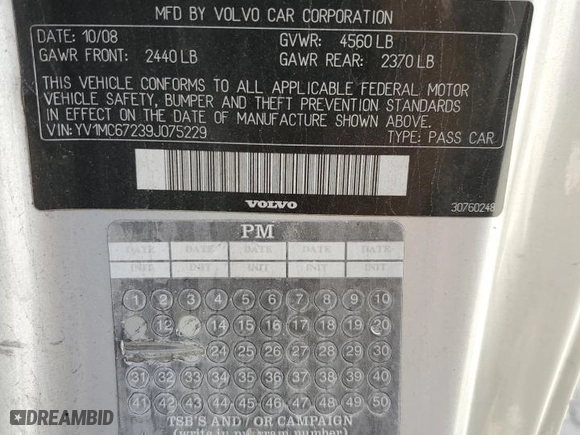 MFD BY VOLVO CAR CORPORATION
DATE: 10/08 GVWR: 4560 LB
GAWR FRONT: 2440 LB GAWR REAR: 2370 LB
THIS VEHICLE CONFORMS TO ALL APPLICABLE FEDERAL MOTOR
VEHICLE SAFETY, BUMPER AND THEFT PREVENTION STANDARDS
IN EFFECT ON THE DATE OF MANUFACTURE SHOWN ABOVE.
VIN: YV1MC67239J075229 TYPE: PASS CAR
VOLVO 30760248
PM
DATE DATE DATE DATE DATE
INIT INIT INIT INIT INIT
1 2 3 4 5 6 7 8 9 10
12 14 15 16 17 18 19 20
24 25 26 27 28 29 30
31 32 33 34 35 36 37 38 39 40
41 42 43 44 45 46 47 48 49 50
TSB'S AND / OR CAMPAIGN
(write in program number)
DREAMBID